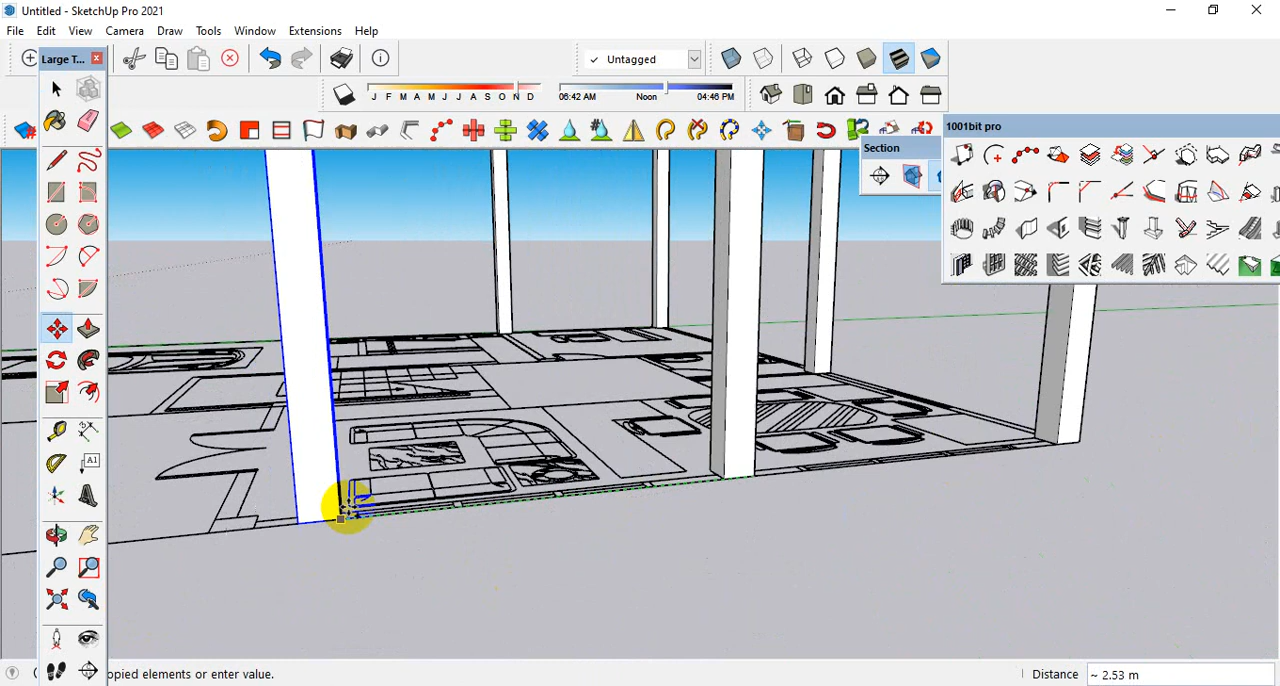 Untitled - SketchUp Pro 2021
File Edit View Camera Draw Tools Window Extensions Help
Large T...
Untagged
J F M A M J J A S O N D
06:42 AM Noon 04:46 PM
1001bit pro
Section
A1
opied elements or enter value.
Distance ~ 2.53 m